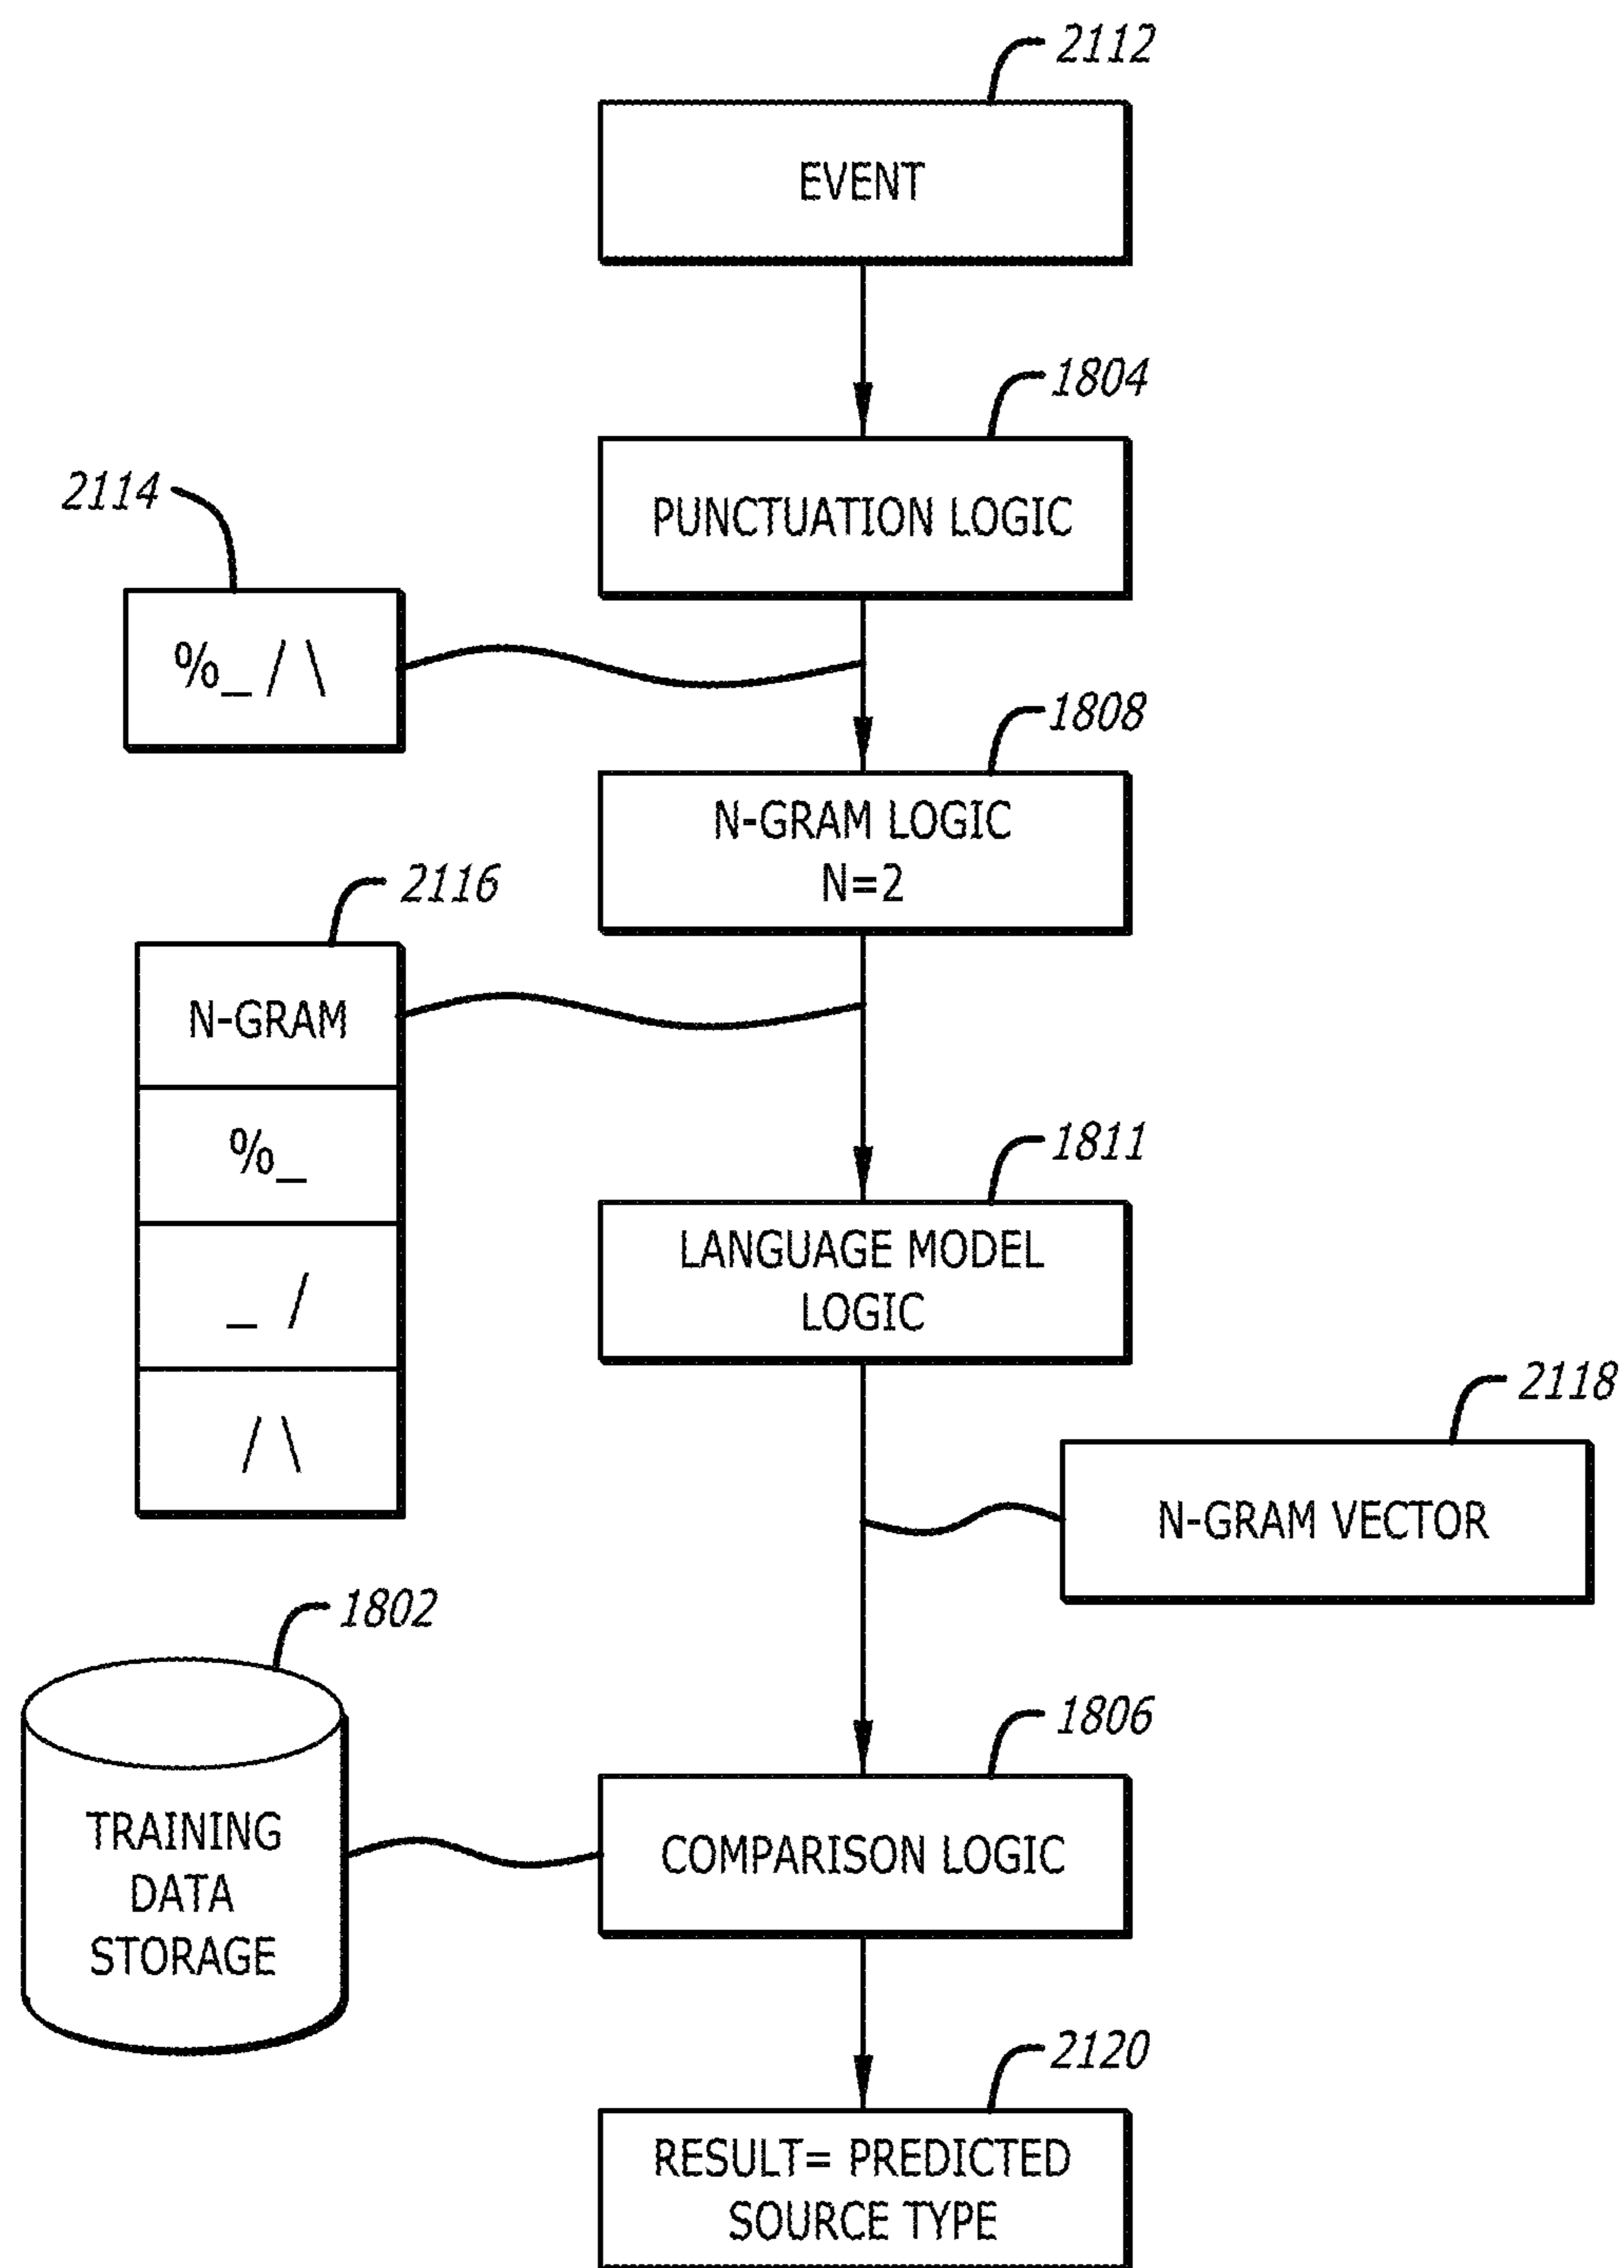 2112
EVENT
1804
PUNCTUATION LOGIC
2114
%_ / \
1808
N-GRAM LOGIC
N=2
2116
N-GRAM
%_
_ /
/ \
1811
LANGUAGE MODEL
LOGIC
2118
N-GRAM VECTOR
1802
TRAINING
DATA
STORAGE
1806
COMPARISON LOGIC
2120
RESULT= PREDICTED
SOURCE TYPE